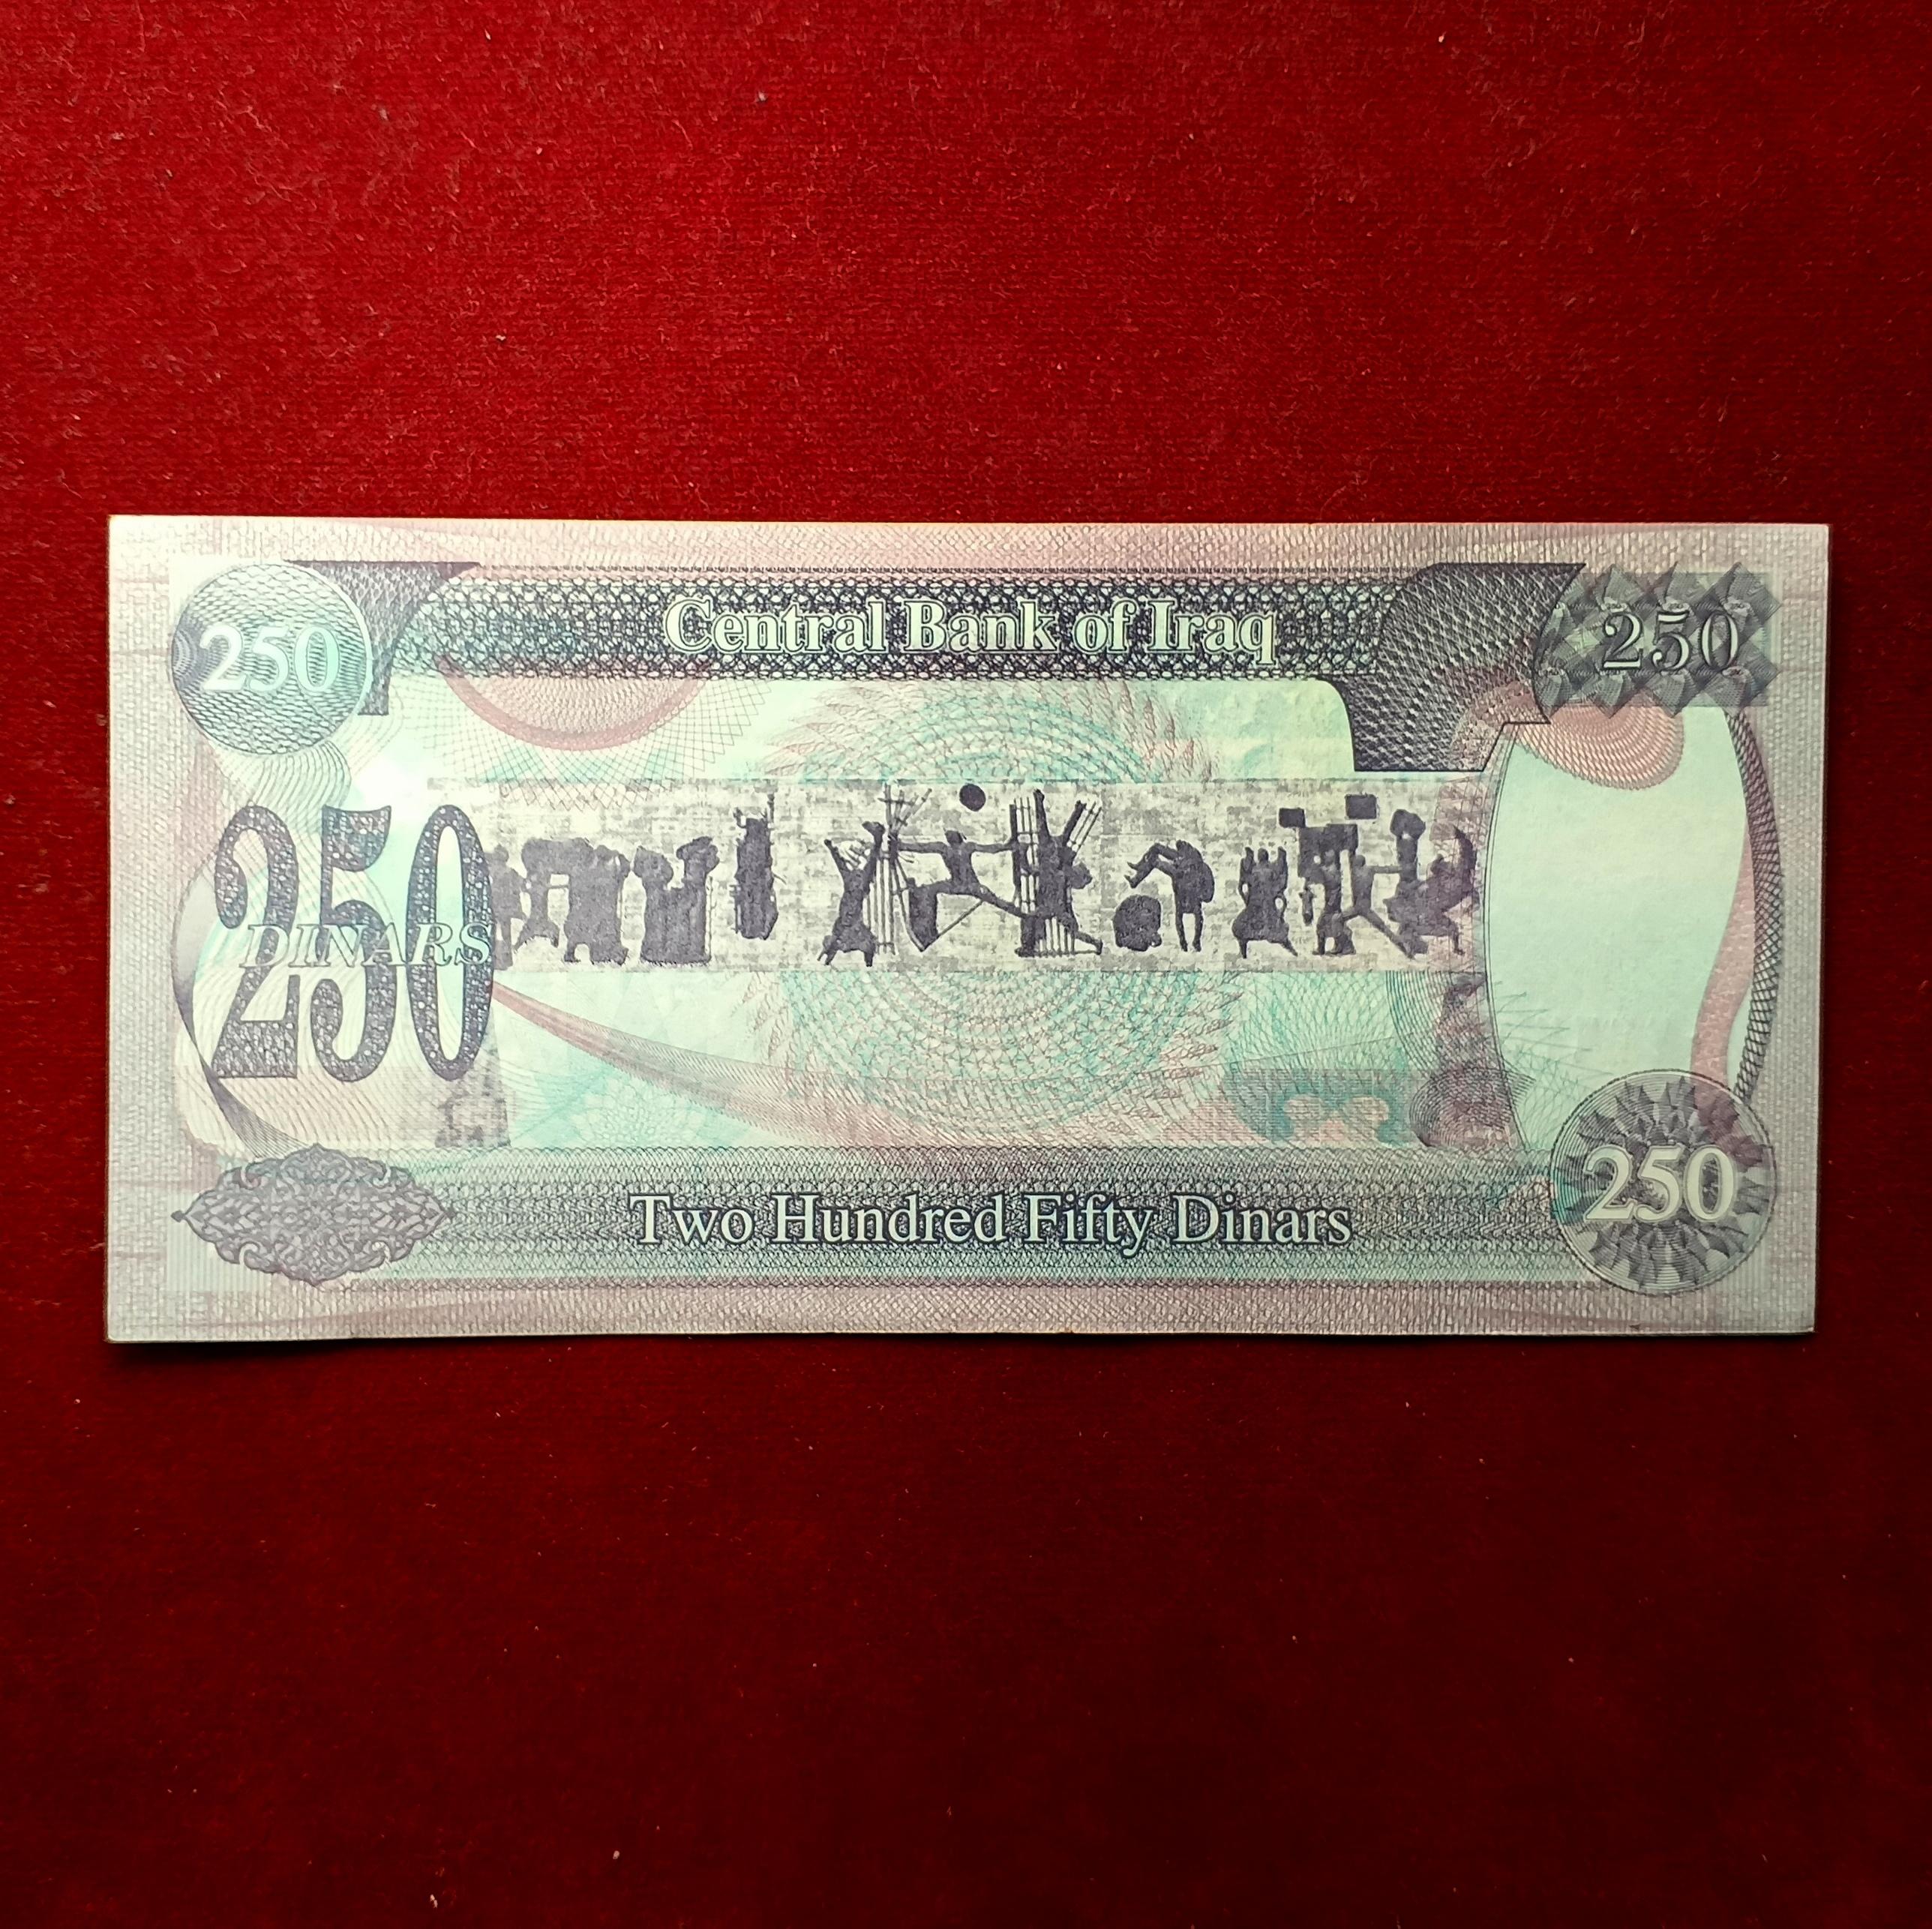 250
Central Bank of Iraq
250
250
DINARS
Two Hundred Fifty Dinars
250